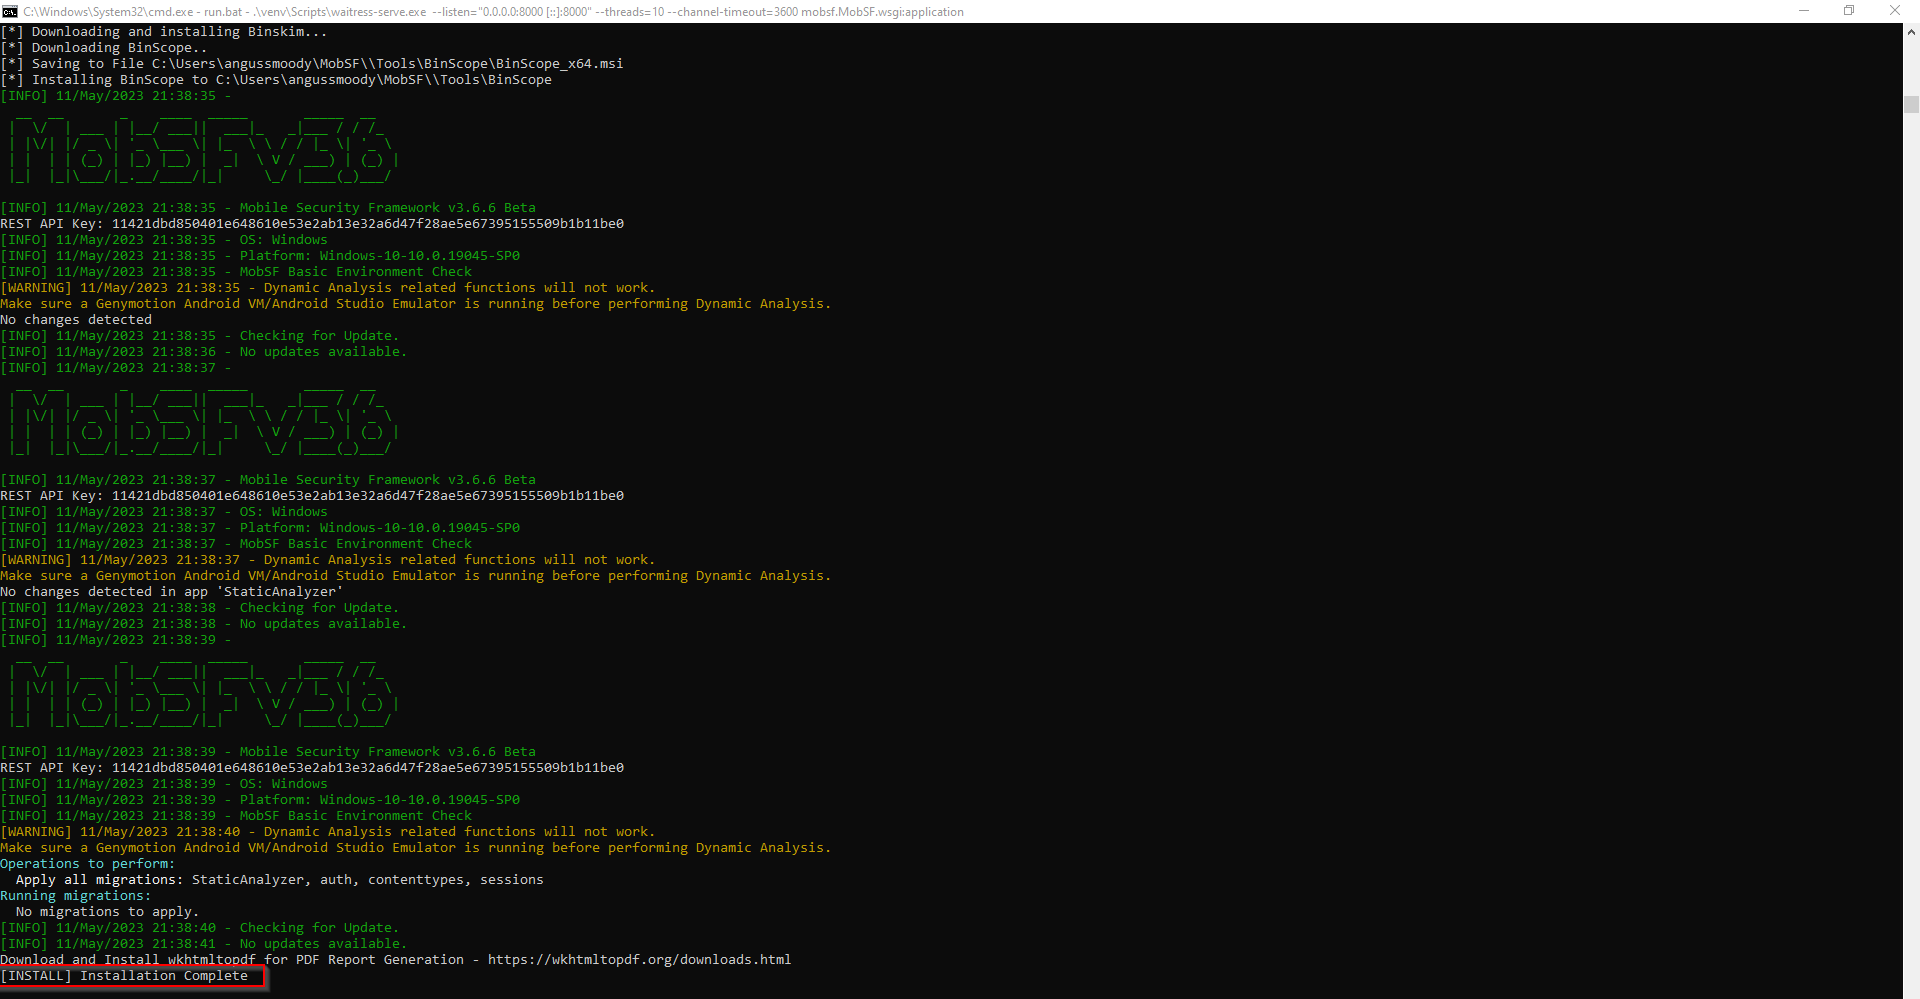 C:\Windows\System32\cmd.exe - run.bat - .\venv\Scripts\waitress-serve.exe  --listen="0.0.0.0:8000 [::]:8000" --threads=10 --channel-timeout=3600 mobsf.MobSF.wsgi:application
[*] Downloading and installing Binskim...
[*] Downloading BinScope..
[*] Saving to File C:\Users\angussmoody\MobSF\\Tools\BinScope\BinScope_x64.msi
[*] Installing BinScope to C:\Users\angussmoody\MobSF\\Tools\BinScope
[INFO] 11/May/2023 21:38:35 -
MobSF v3.6
[INFO] 11/May/2023 21:38:35 - Mobile Security Framework v3.6.6 Beta
REST API Key: 11421dbd850401e648610e53e2ab13e32a6d47f28ae5e67395155509b1b11be0
[INFO] 11/May/2023 21:38:35 - OS: Windows
[INFO] 11/May/2023 21:38:35 - Platform: Windows-10-10.0.19045-SP0
[INFO] 11/May/2023 21:38:35 - MobSF Basic Environment Check
[WARNING] 11/May/2023 21:38:35 - Dynamic Analysis related functions will not work.
Make sure a Genymotion Android VM/Android Studio Emulator is running before performing Dynamic Analysis.
No changes detected
[INFO] 11/May/2023 21:38:35 - Checking for Update.
[INFO] 11/May/2023 21:38:36 - No updates available.
[INFO] 11/May/2023 21:38:37 -
MobSF v3.6
[INFO] 11/May/2023 21:38:37 - Mobile Security Framework v3.6.6 Beta
REST API Key: 11421dbd850401e648610e53e2ab13e32a6d47f28ae5e67395155509b1b11be0
[INFO] 11/May/2023 21:38:37 - OS: Windows
[INFO] 11/May/2023 21:38:37 - Platform: Windows-10-10.0.19045-SP0
[INFO] 11/May/2023 21:38:37 - MobSF Basic Environment Check
[WARNING] 11/May/2023 21:38:37 - Dynamic Analysis related functions will not work.
Make sure a Genymotion Android VM/Android Studio Emulator is running before performing Dynamic Analysis.
No changes detected in app 'StaticAnalyzer'
[INFO] 11/May/2023 21:38:38 - Checking for Update.
[INFO] 11/May/2023 21:38:38 - No updates available.
[INFO] 11/May/2023 21:38:39 -
MobSF v3.6
[INFO] 11/May/2023 21:38:39 - Mobile Security Framework v3.6.6 Beta
REST API Key: 11421dbd850401e648610e53e2ab13e32a6d47f28ae5e67395155509b1b11be0
[INFO] 11/May/2023 21:38:39 - OS: Windows
[INFO] 11/May/2023 21:38:39 - Platform: Windows-10-10.0.19045-SP0
[INFO] 11/May/2023 21:38:39 - MobSF Basic Environment Check
[WARNING] 11/May/2023 21:38:40 - Dynamic Analysis related functions will not work.
Make sure a Genymotion Android VM/Android Studio Emulator is running before performing Dynamic Analysis.
Operations to perform:
  Apply all migrations: StaticAnalyzer, auth, contenttypes, sessions
Running migrations:
  No migrations to apply.
[INFO] 11/May/2023 21:38:40 - Checking for Update.
[INFO] 11/May/2023 21:38:41 - No updates available.
Download and Install wkhtmltopdf for PDF Report Generation - https://wkhtmltopdf.org/downloads.html
[INSTALL] Installation Complete